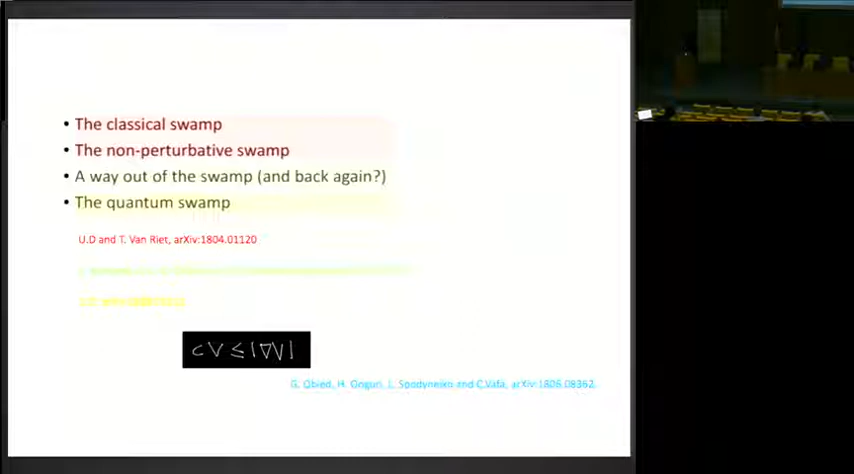 • The classical swamp
• The non-perturbative swamp
• A way out of the swamp (and back again?)
• The quantum swamp
U.D and T. Van Riet, arXiv:1804.01120
cV ≤ |∇V|
G. Obied, H. Ooguri, L. Spodyneiko and C.Vafa, arXiv:1806.08362.